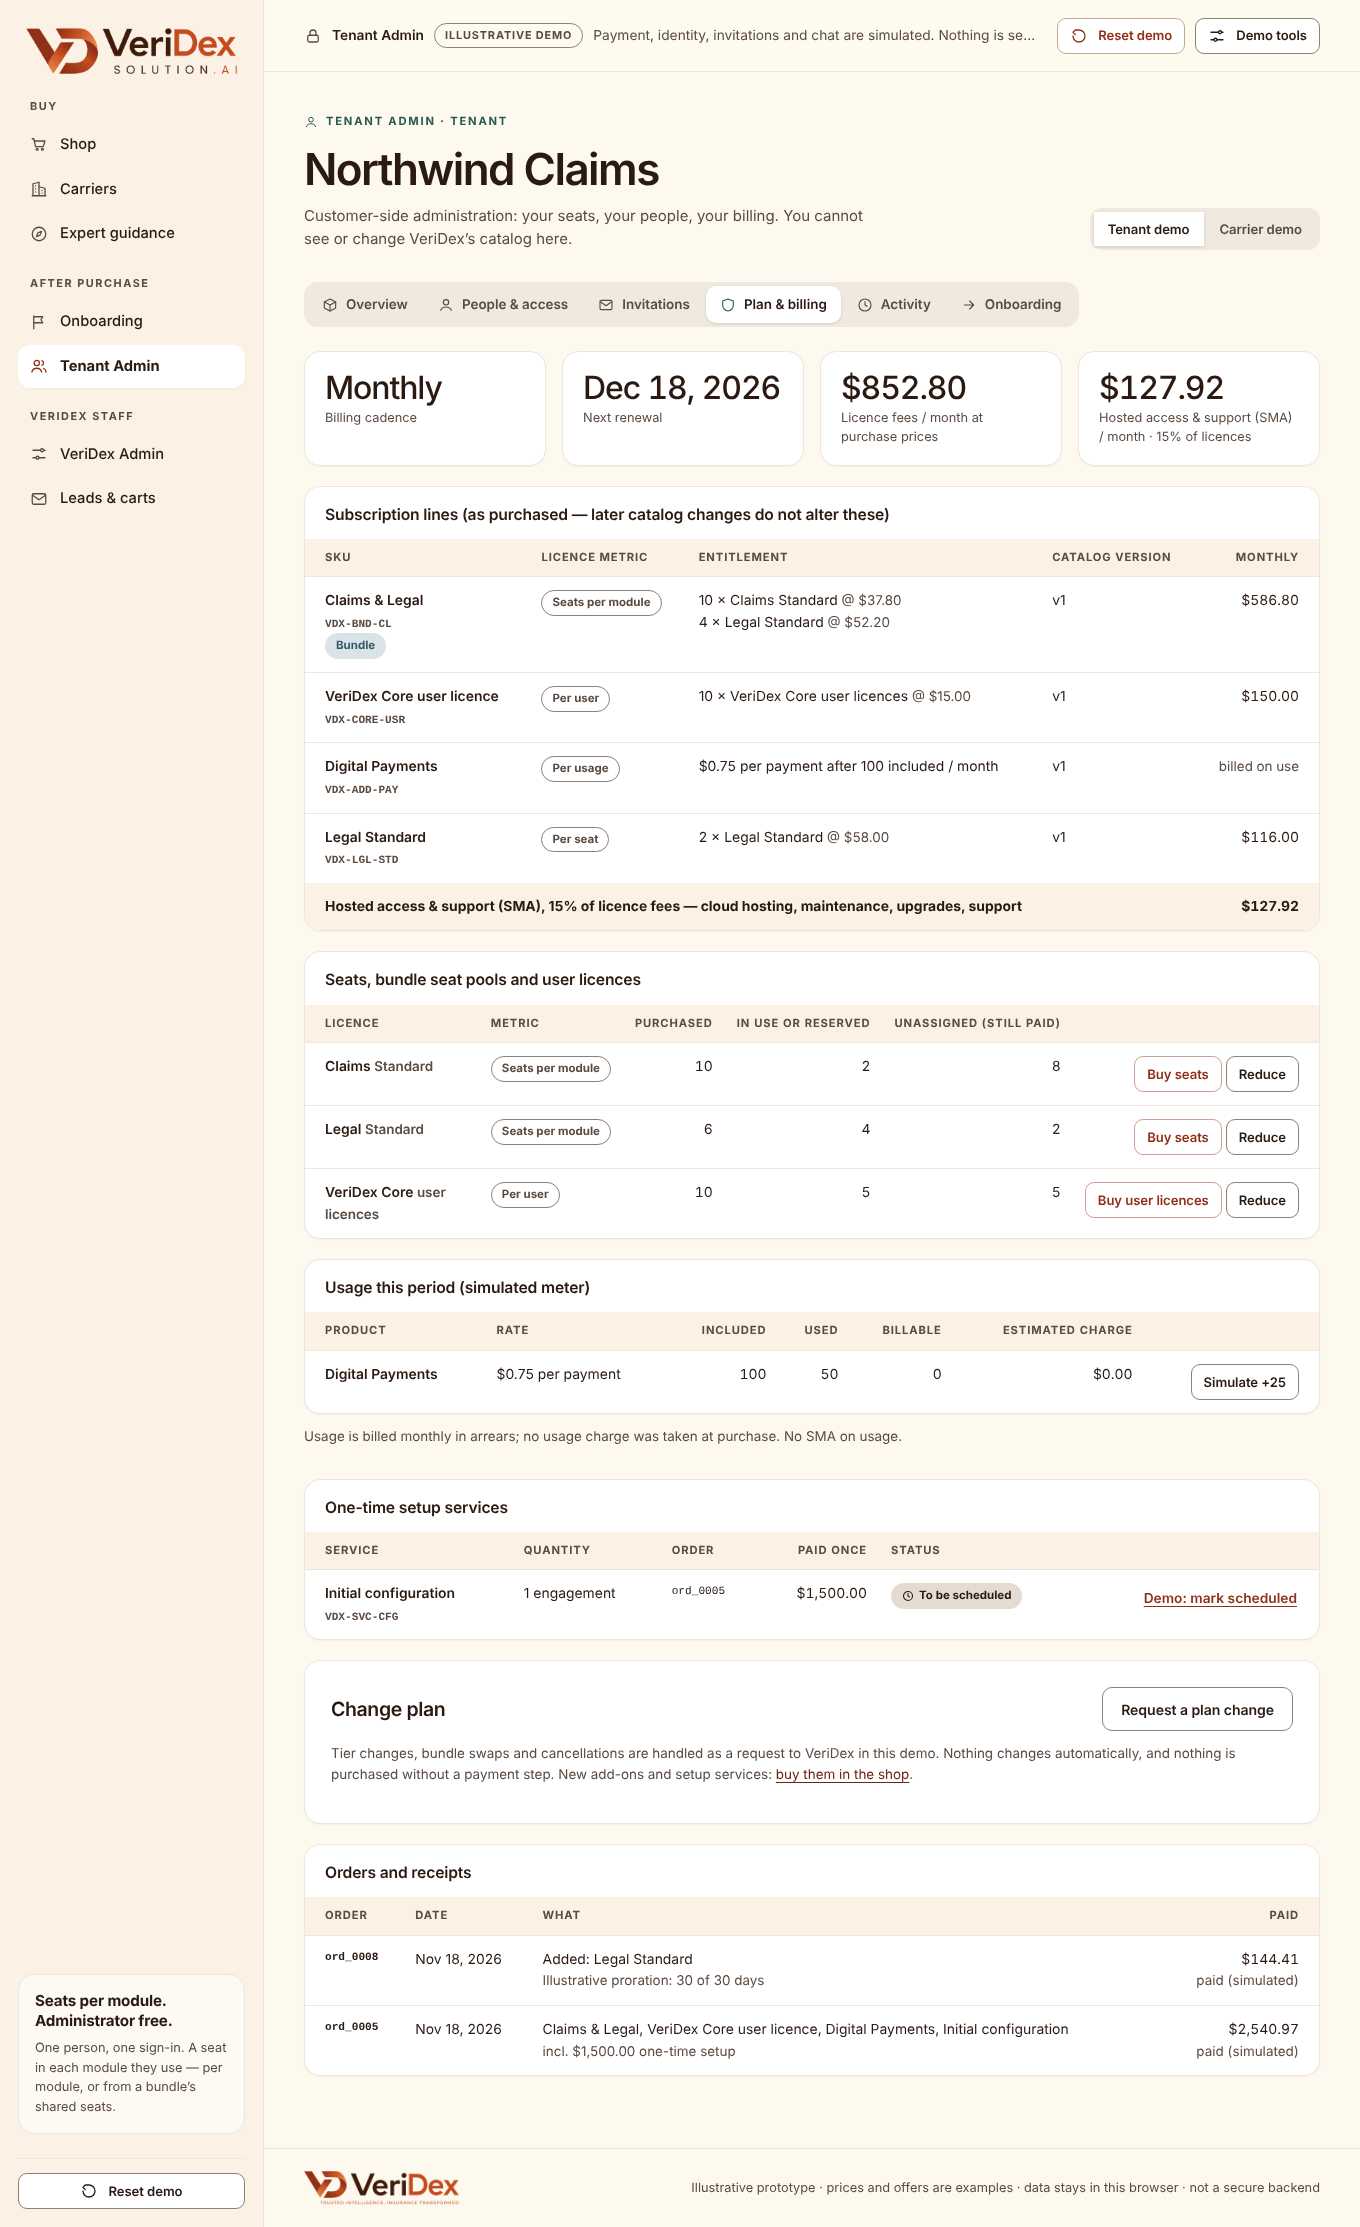 VeriDex
SOLUTION.AI
BUY
Shop
Carriers
Expert guidance
AFTER PURCHASE
Onboarding
Tenant Admin
VERIDEX STAFF
VeriDex Admin
Leads & carts
Seats per module.
Administrator free.
One person, one sign-in. A seat
in each module they use — per
module, or from a bundle’s
shared seats.
Reset demo
Tenant Admin ILLUSTRATIVE DEMO Payment, identity, invitations and chat are simulated. Nothing is se... Reset demo Demo tools
TENANT ADMIN · TENANT
Northwind Claims
Customer-side administration: your seats, your people, your billing. You cannot
see or change VeriDex’s catalog here.
Tenant demo Carrier demo
Overview People & access Invitations Plan & billing Activity Onboarding
Monthly
Billing cadence
Dec 18, 2026
Next renewal
$852.80
Licence fees / month at
purchase prices
$127.92
Hosted access & support (SMA)
/ month · 15% of licences
Subscription lines (as purchased — later catalog changes do not alter these)
SKU LICENCE METRIC ENTITLEMENT CATALOG VERSION MONTHLY
Claims & Legal Seats per module 10 × Claims Standard @ $37.80 v1 $586.80
VDX-BND-CL 4 × Legal Standard @ $52.20
Bundle
VeriDex Core user licence Per user 10 × VeriDex Core user licences @ $15.00 v1 $150.00
VDX-CORE-USR
Digital Payments Per usage $0.75 per payment after 100 included / month v1 billed on use
VDX-ADD-PAY
Legal Standard Per seat 2 × Legal Standard @ $58.00 v1 $116.00
VDX-LGL-STD
Hosted access & support (SMA), 15% of licence fees — cloud hosting, maintenance, upgrades, support $127.92
Seats, bundle seat pools and user licences
LICENCE METRIC PURCHASED IN USE OR RESERVED UNASSIGNED (STILL PAID)
Claims Standard Seats per module 10 2 8 Buy seats Reduce
Legal Standard Seats per module 6 4 2 Buy seats Reduce
VeriDex Core user Per user 10 5 5 Buy user licences Reduce
licences
Usage this period (simulated meter)
PRODUCT RATE INCLUDED USED BILLABLE ESTIMATED CHARGE
Digital Payments $0.75 per payment 100 50 0 $0.00 Simulate +25
Usage is billed monthly in arrears; no usage charge was taken at purchase. No SMA on usage.
One-time setup services
SERVICE QUANTITY ORDER PAID ONCE STATUS
Initial configuration 1 engagement ord_0005 $1,500.00 To be scheduled Demo: mark scheduled
VDX-SVC-CFG
Change plan Request a plan change
Tier changes, bundle swaps and cancellations are handled as a request to VeriDex in this demo. Nothing changes automatically, and nothing is
purchased without a payment step. New add-ons and setup services: buy them in the shop.
Orders and receipts
ORDER DATE WHAT PAID
ord_0008 Nov 18, 2026 Added: Legal Standard $144.41
Illustrative proration: 30 of 30 days paid (simulated)
ord_0005 Nov 18, 2026 Claims & Legal, VeriDex Core user licence, Digital Payments, Initial configuration $2,540.97
incl. $1,500.00 one-time setup paid (simulated)
VeriDex
TRUSTED INTELLIGENCE, INSURANCE TRANSFORMED
Illustrative prototype · prices and offers are examples · data stays in this browser · not a secure backend